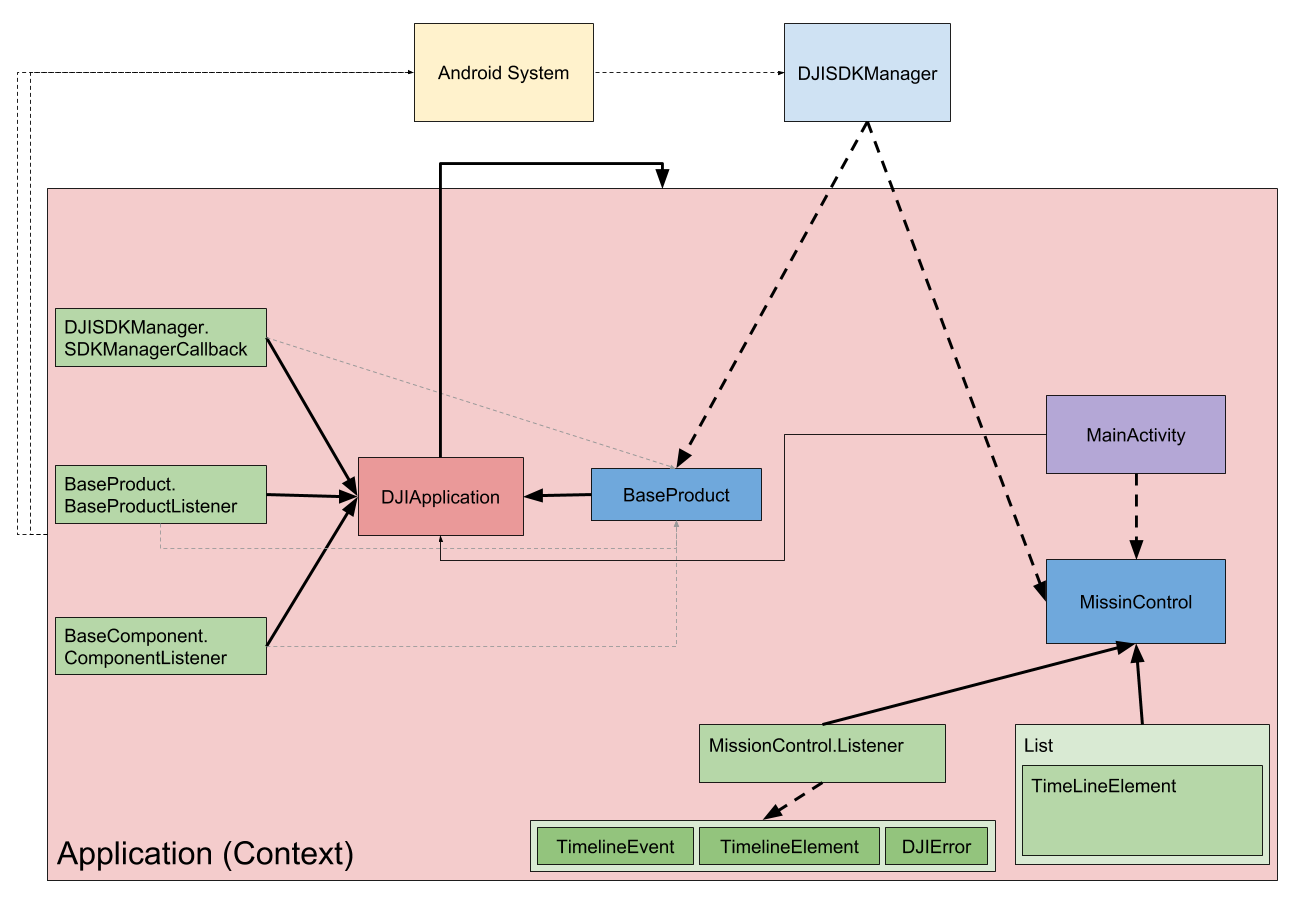 Android System
DJISDKManager
DJISDKManager.
SDKManagerCallback
MainActivity
BaseProduct.
BaseProductListener
DJIApplication
BaseProduct
MissinControl
BaseComponent.
ComponentListener
MissionControl.Listener
List
TimeLineElement
TimelineEvent
TimelineElement
DJIError
Application (Context)